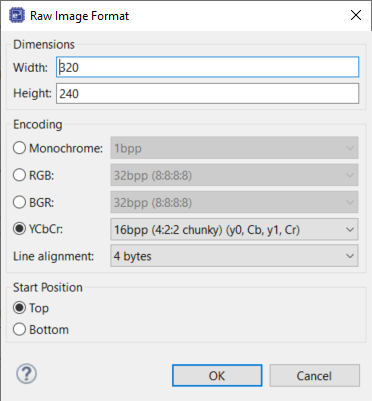 Raw Image Format
Dimensions
Width: 320
Height: 240
Encoding
Monochrome: 1bpp
RGB: 32bpp (8:8:8:8)
BGR: 32bpp (8:8:8:8)
YCbCr: 16bpp (4:2:2 chunky) (y0, Cb, y1, Cr)
Line alignment: 4 bytes
Start Position
Top
Bottom
? OK Cancel